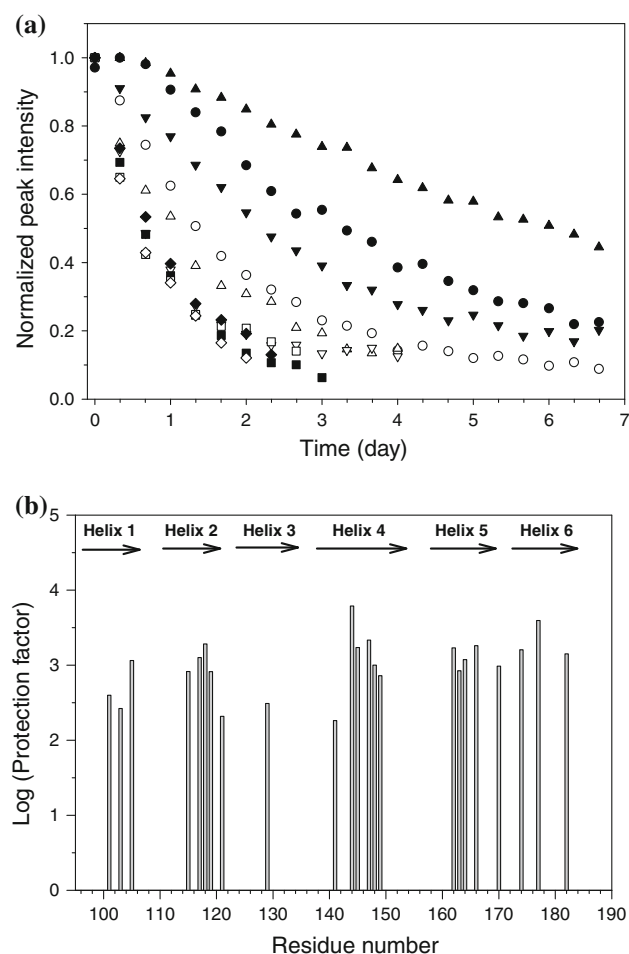 (a)
Normalized peak intensity
1.0
0.8
0.6
0.4
0.2
0.0
0 1 2 3 4 5 6 7
Time (day)
(b)
Log (Protection factor)
5
4
3
2
1
0
Helix 1 Helix 2 Helix 3 Helix 4 Helix 5 Helix 6
100 110 120 130 140 150 160 170 180 190
Residue number